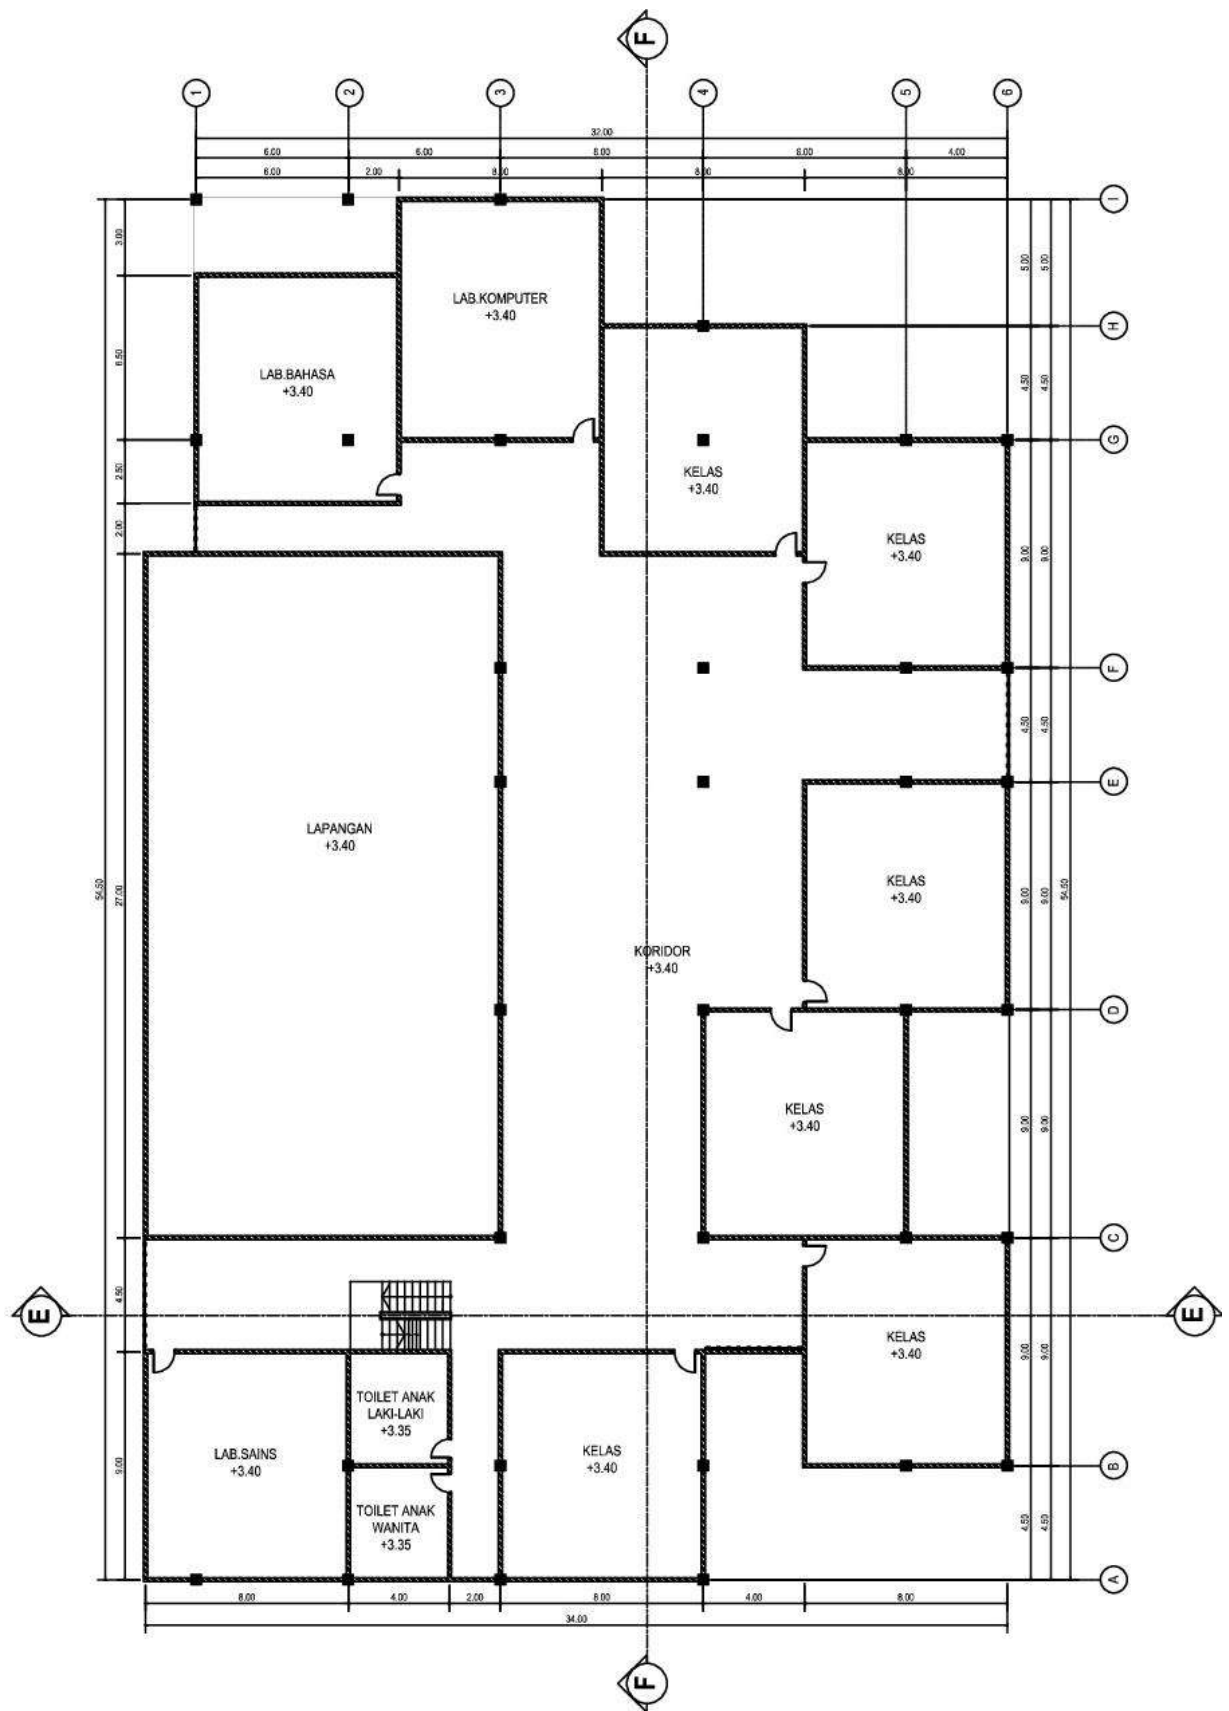 F
1
2
3
4
5
6
32.00
6.00
6.00
8.00
8.00
4.00
6.00
2.00
8.00
8.00
8.00
I
H
G
F
E
D
C
B
A
3.00
6.50
2.50
2.00
27.00
4.50
9.00
54.50
5.00
5.00
4.50
4.50
9.00
9.00
4.50
4.50
9.00
9.00
9.00
9.00
9.00
9.00
4.50
4.50
54.50
LAB.KOMPUTER
+3.40
LAB.BAHASA
+3.40
KELAS
+3.40
KELAS
+3.40
LAPANGAN
+3.40
KELAS
+3.40
KORIDOR
+3.40
KELAS
+3.40
E
E
KELAS
+3.40
TOILET ANAK
LAKI-LAKI
+3.35
LAB.SAINS
+3.40
KELAS
+3.40
TOILET ANAK
WANITA
+3.35
8.00
4.00
2.00
8.00
4.00
8.00
34.00
F